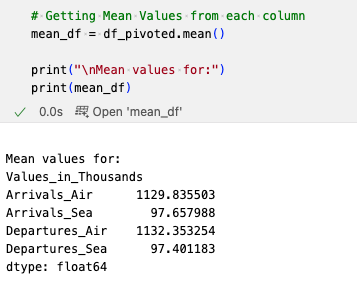 # Getting Mean Values from each column
mean_df = df_pivoted.mean()
print("\nMean values for:")
print(mean_df)
✓ 0.0s Open 'mean_df'
Mean values for:
Values_in_Thousands
Arrivals_Air 1129.835503
Arrivals_Sea 97.657988
Departures_Air 1132.353254
Departures_Sea 97.401183
dtype: float64